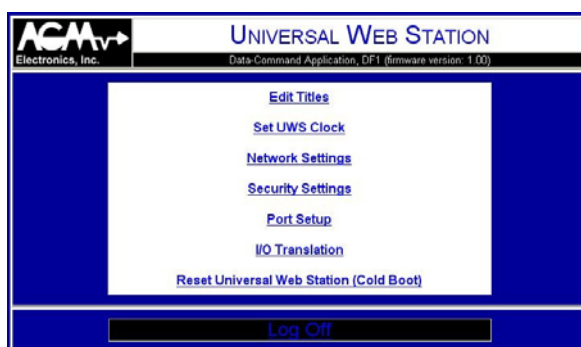 AGM
Electronics, Inc.
UNIVERSAL WEB STATION
Data-Command Application, DF1 (firmware version: 1.00)
Edit Titles
Set UWS Clock
Network Settings
Security Settings
Port Setup
I/O Translation
Reset Universal Web Station (Cold Boot)
Log Off